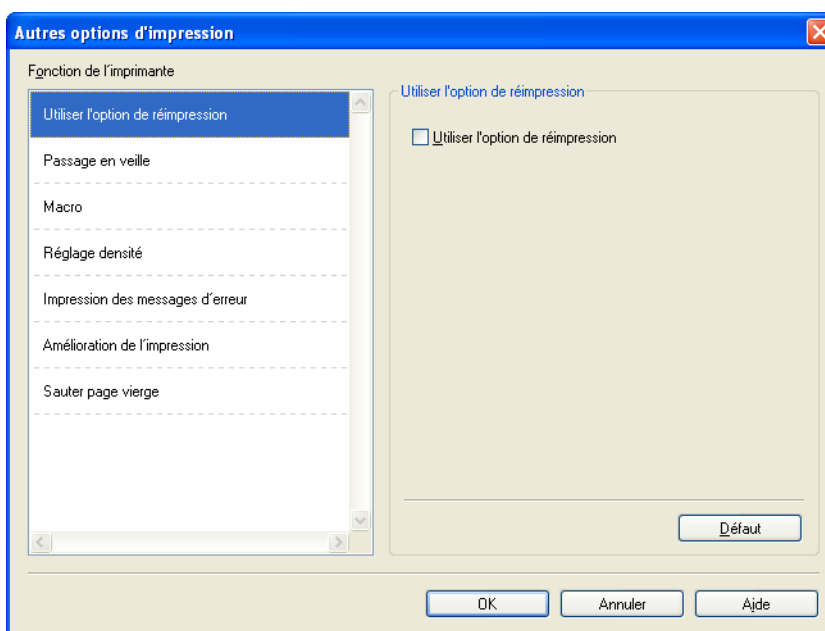 Autres options d'impression
Fonction de l'imprimante
Utiliser l'option de réimpression
Passage en veille
Macro
Réglage densité
Impression des messages d'erreur
Amélioration de l'impression
Sauter page vierge
Utiliser l'option de réimpression
Utiliser l'option de réimpression
Défaut
OK
Annuler
Aide